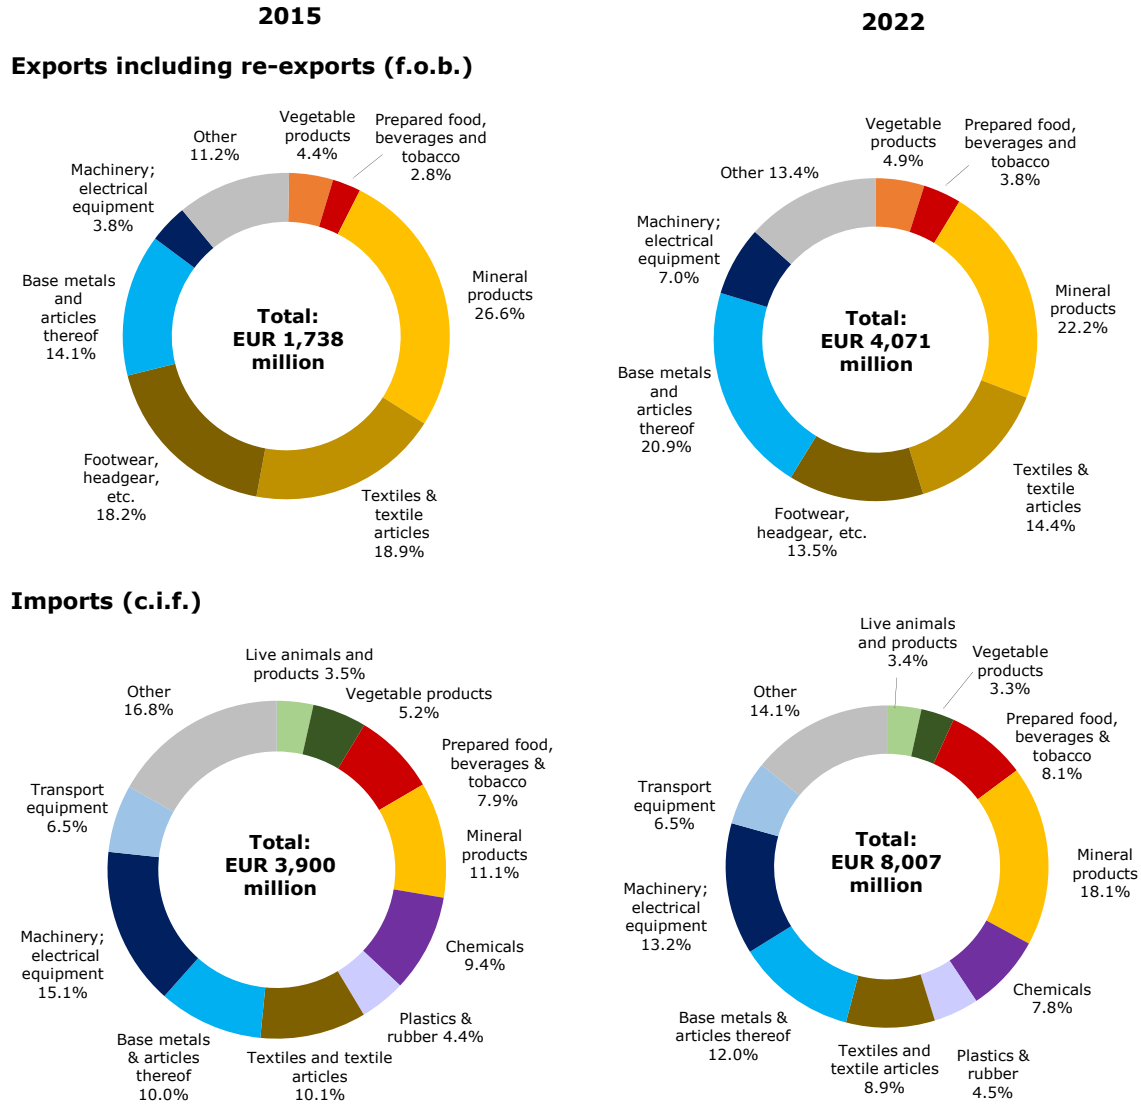 2015
2022
Exports including re-exports (f.o.b.)
Vegetable
products
4.4%
Prepared food,
beverages and
tobacco
2.8%
Mineral
products
26.6%
Textiles &
textile
articles
18.9%
Footwear,
headgear,
etc.
18.2%
Base metals
and
articles
thereof
14.1%
Machinery;
electrical
equipment
3.8%
Other
11.2%
Total:
EUR 1,738
million
Vegetable
products
4.9%
Prepared food,
beverages and
tobacco
3.8%
Mineral
products
22.2%
Textiles &
textile
articles
14.4%
Footwear,
headgear, etc.
13.5%
Base metals
and
articles
thereof
20.9%
Machinery;
electrical
equipment
7.0%
Other 13.4%
Total:
EUR 4,071
million
Imports (c.i.f.)
Live animals and
products 3.5%
Vegetable products
5.2%
Prepared food,
beverages &
tobacco
7.9%
Mineral
products
11.1%
Chemicals
9.4%
Plastics &
rubber 4.4%
Textiles and textile
articles
10.1%
Base metals
& articles
thereof
10.0%
Machinery;
electrical
equipment
15.1%
Transport
equipment
6.5%
Other
16.8%
Total:
EUR 3,900
million
Live animals
and products
3.4%
Vegetable
products
3.3%
Prepared food,
beverages &
tobacco
8.1%
Mineral
products
18.1%
Chemicals
7.8%
Plastics &
rubber
4.5%
Textiles and
textile articles
8.9%
Base metals &
articles thereof
12.0%
Machinery;
electrical
equipment
13.2%
Transport
equipment
6.5%
Other
14.1%
Total:
EUR 8,007
million